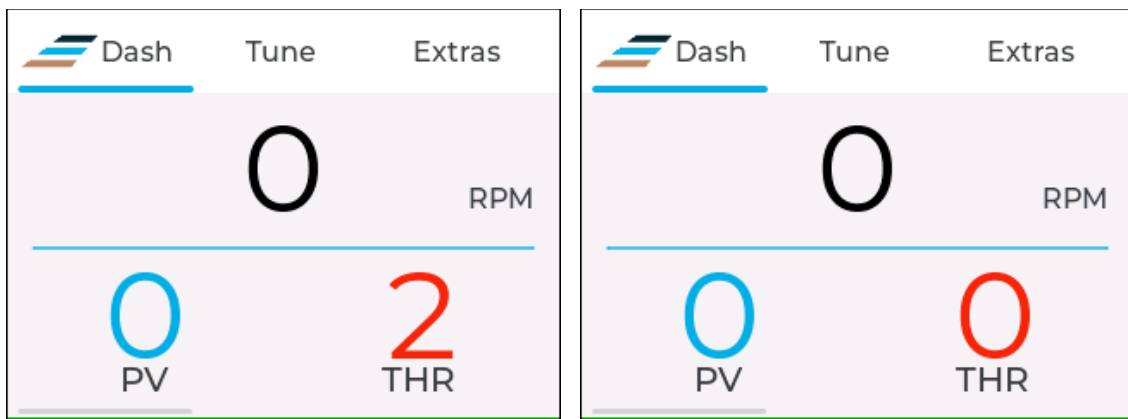 Dash Tune Extras
0
RPM
0 2
PV THR
Dash Tune Extras
0
RPM
0 0
PV THR